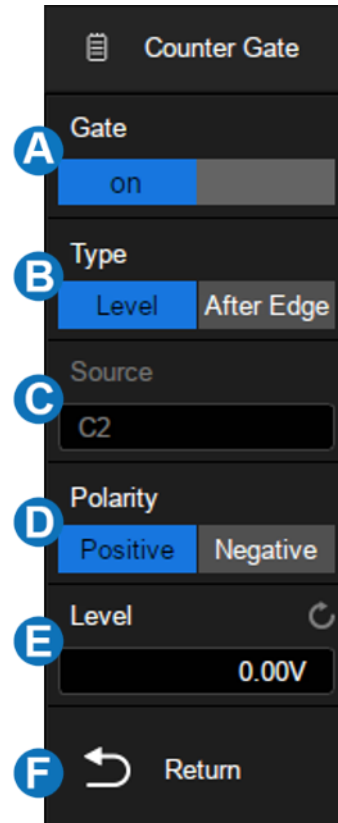 Counter Gate
Gate
A
on
Type
B
Level After Edge
Source
C
C2
Polarity
D
Positive Negative
Level
E
0.00V
F
Return